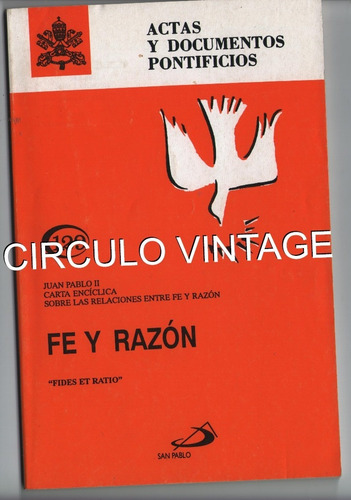 ACTAS
Y DOCUMENTOS
PONTIFICIOS
CIRCULO VINTAGE
JUAN PABLO II
CARTA ENCÍCLICA
SOBRE LAS RELACIONES ENTRE FE Y RAZÓN
FE Y RAZÓN
"FIDES ET RATIO"
SAN PABLO